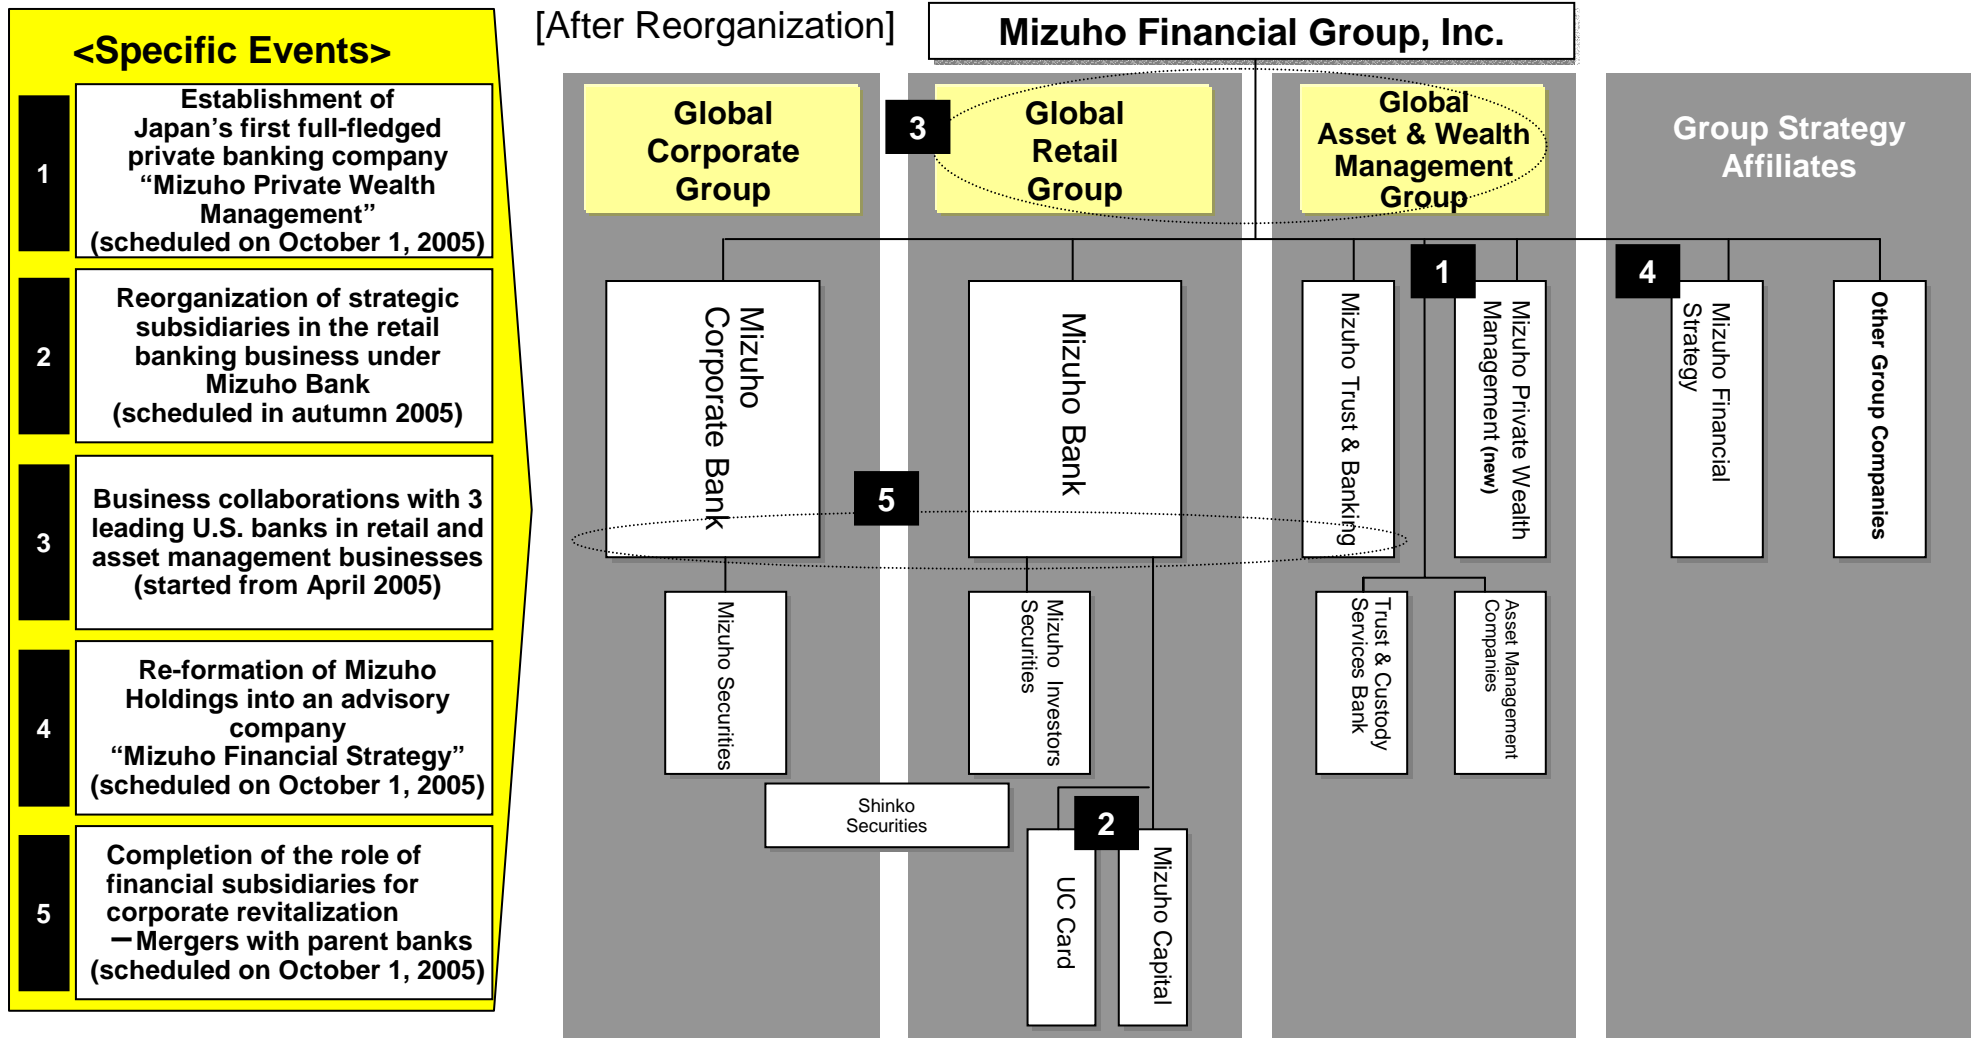 <Specific Events>
1
Establishment of
Japan’s first full-fledged
private banking company
“Mizuho Private Wealth
Management”
(scheduled on October 1, 2005)
2
Reorganization of strategic
subsidiaries in the retail
banking business under
Mizuho Bank
(scheduled in autumn 2005)
3
Business collaborations with 3
leading U.S. banks in retail and
asset management businesses
(started from April 2005)
4
Re-formation of Mizuho
Holdings into an advisory
company
“Mizuho Financial Strategy”
(scheduled on October 1, 2005)
5
Completion of the role of
financial subsidiaries for
corporate revitalization
－Mergers with parent banks
(scheduled on October 1, 2005)
[After Reorganization]
Mizuho Financial Group, Inc.
Global
Corporate
Group
3
Global
Retail
Group
Global
Asset & Wealth
Management
Group
Group Strategy
Affiliates
Mizuho
Corporate Bank
Mizuho Bank
Mizuho Trust & Banking
1
Mizuho Private Wealth
Management (new)
4
Mizuho Financial
Strategy
Other Group Companies
5
Mizuho Securities
Mizuho Investors
Securities
Trust & Custody
Services Bank
Asset Management
Companies
Shinko
Securities
2
UC Card
Mizuho Capital